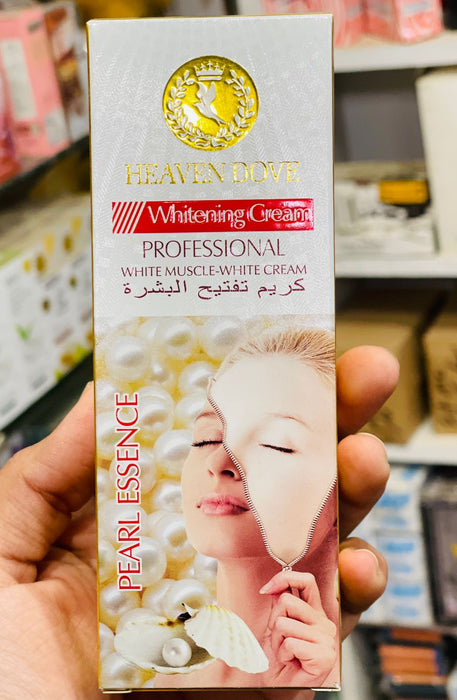 HEAVEN DOVE
Whitening Cream
PROFESSIONAL
WHITE MUSCLE-WHITE CREAM
كريم تفتيح البشرة
PEARL ESSENCE